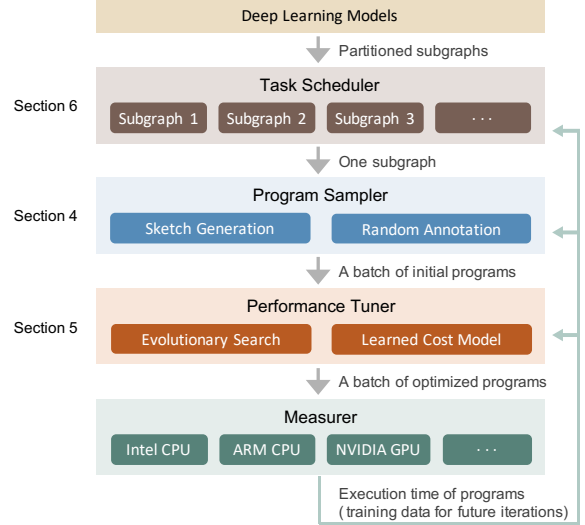 Deep Learning Models
Partitioned subgraphs
Task Scheduler
Section 6
Subgraph 1 Subgraph 2 Subgraph 3 ...
One subgraph
Program Sampler
Section 4
Sketch Generation Random Annotation
A batch of initial programs
Performance Tuner
Section 5
Evolutionary Search Learned Cost Model
A batch of optimized programs
Measurer
Intel CPU ARM CPU NVIDIA GPU ...
Execution time of programs
(training data for future iterations)